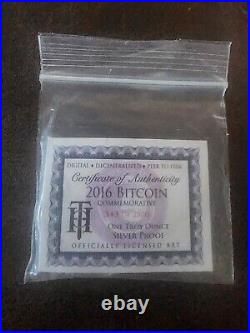 DIGITAL ♦ DECENTRALIZED ♦ PEER TO PEER
Certificate of Authenticity
2016 BITCOIN
COMMEMORATIVE
ONE TROY OUNCE
SILVER PROOF
OFFICIALLY LICENSED ART